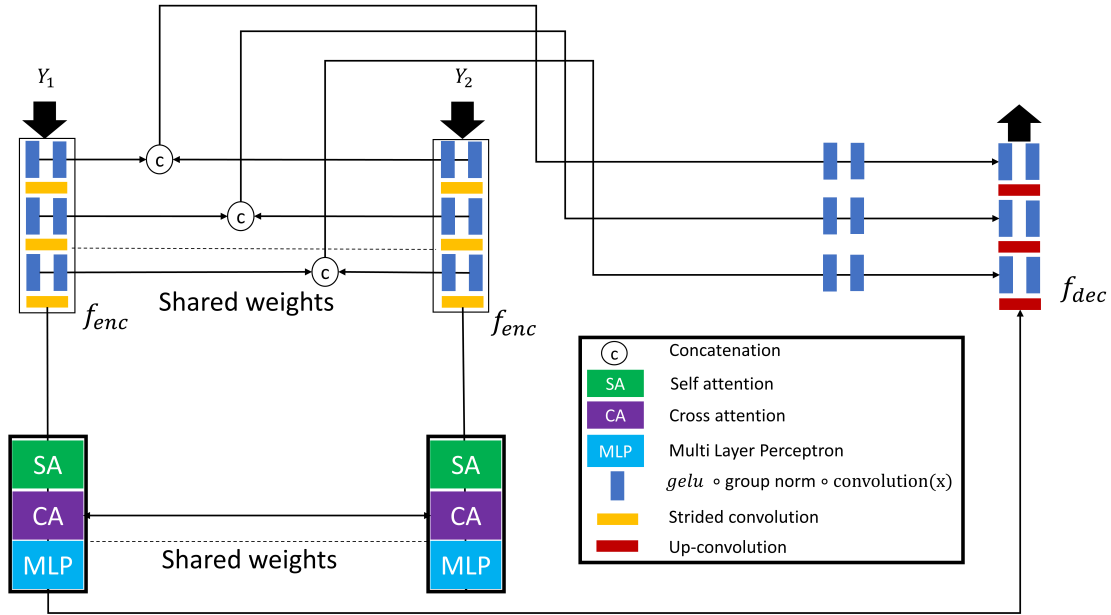 Y₁
Y₂
c
c
c
Shared weights
f_enc
f_enc
f_dec
SA
CA
MLP
SA
CA
MLP
Shared weights
c Concatenation
SA Self attention
CA Cross attention
MLP Multi Layer Perceptron
gelu ∘ group norm ∘ convolution(x)
Strided convolution
Up-convolution